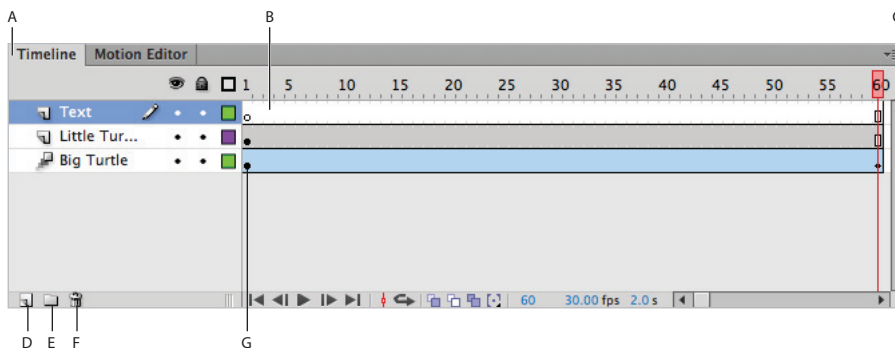 A B C
Timeline Motion Editor
1 5 10 15 20 25 30 35 40 45 50 55 60
Text
Little Tur...
Big Turtle
60 30.00 fps 2.0 s
D E F G